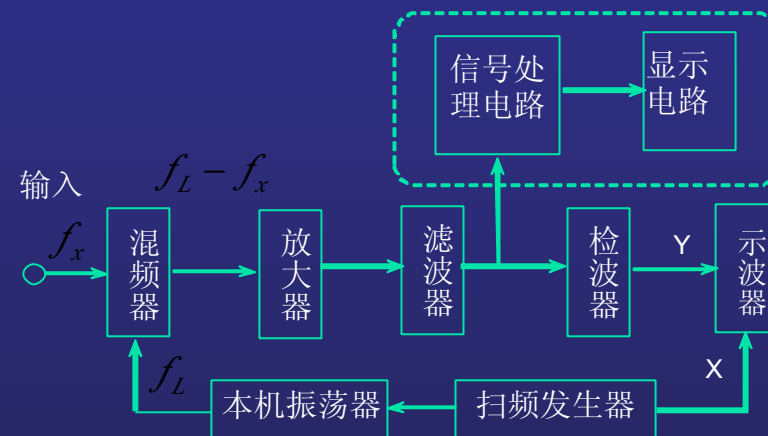 信号处
理电路
显示
电路
输入
f_L − f_x
f_x
混频器
放大器
滤波器
检波器
Y
示波器
f_L
本机振荡器
扫频发生器
X